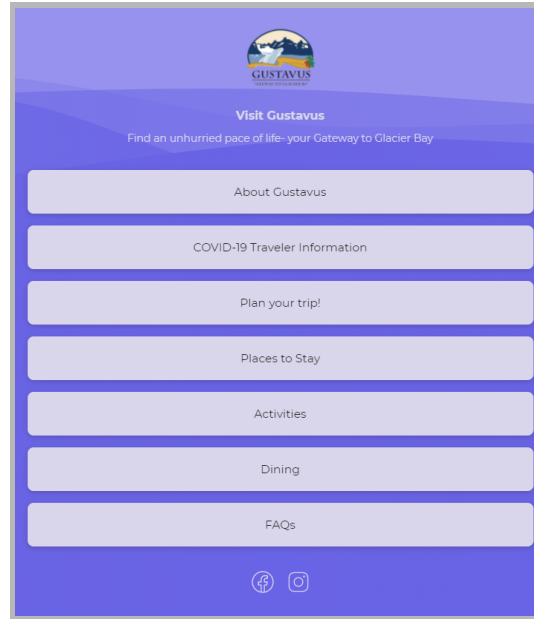 GUSTAVUS
Visit Gustavus
Find an unhurried pace of life- your Gateway to Glacier Bay
About Gustavus
COVID-19 Traveler Information
Plan your trip!
Places to Stay
Activities
Dining
FAQs